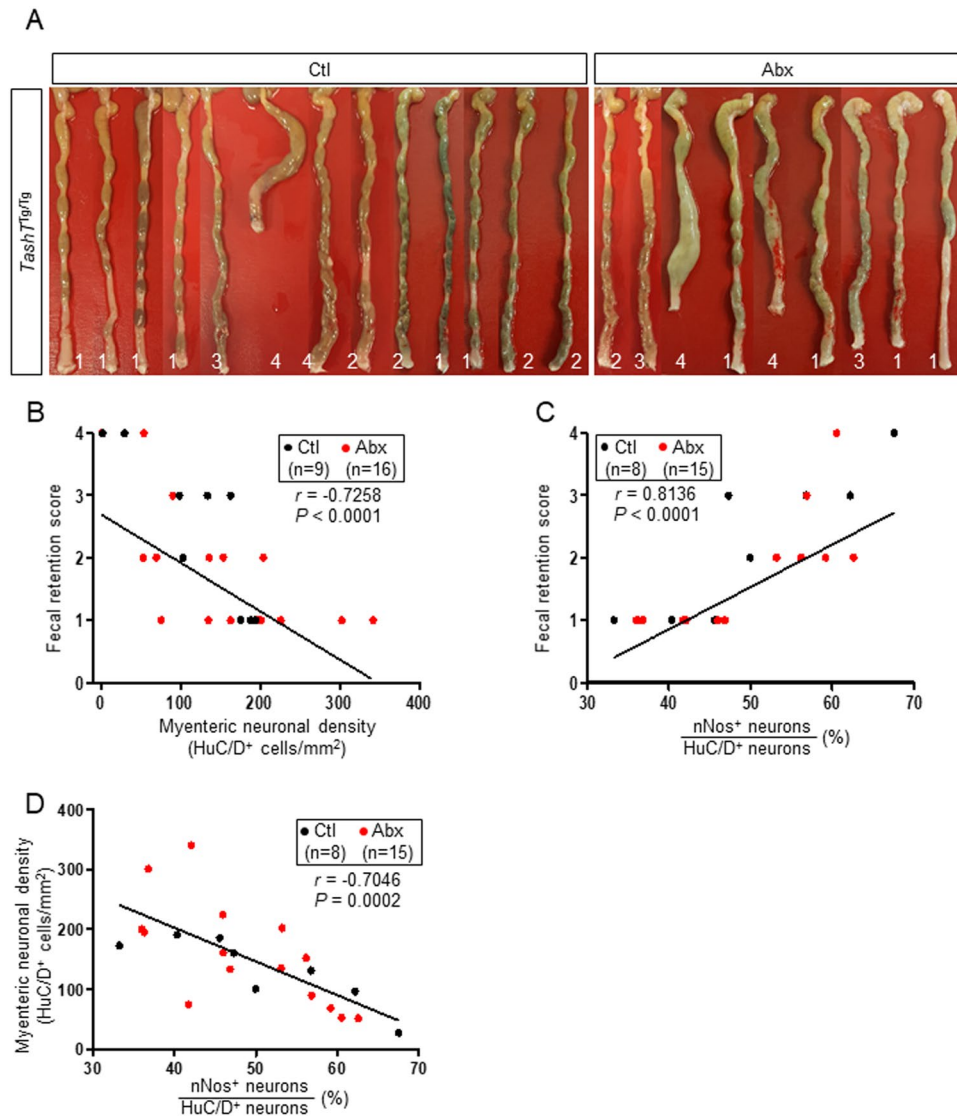 A
Ctl Abx
TashT^Tg/Tg
1 1 1 1 3 4 4 2 2 1 1 2 2 2 3 4 1 4 1 3 1 1
B
4
3
2
1
0
0 100 200 300 400
Fecal retention score
Myenteric neuronal density
(HuC/D⁺ cells/mm²)
Ctl Abx
(n=9) (n=16)
r = -0.7258
P < 0.0001
C
4
3
2
1
0
30 40 50 60 70
Fecal retention score
nNos⁺ neurons
HuC/D⁺ neurons (%)
Ctl Abx
(n=8) (n=15)
r = 0.8136
P < 0.0001
D
400
300
200
100
0
30 40 50 60 70
Myenteric neuronal density
(HuC/D⁺ cells/mm²)
nNos⁺ neurons
HuC/D⁺ neurons (%)
Ctl Abx
(n=8) (n=15)
r = -0.7046
P = 0.0002